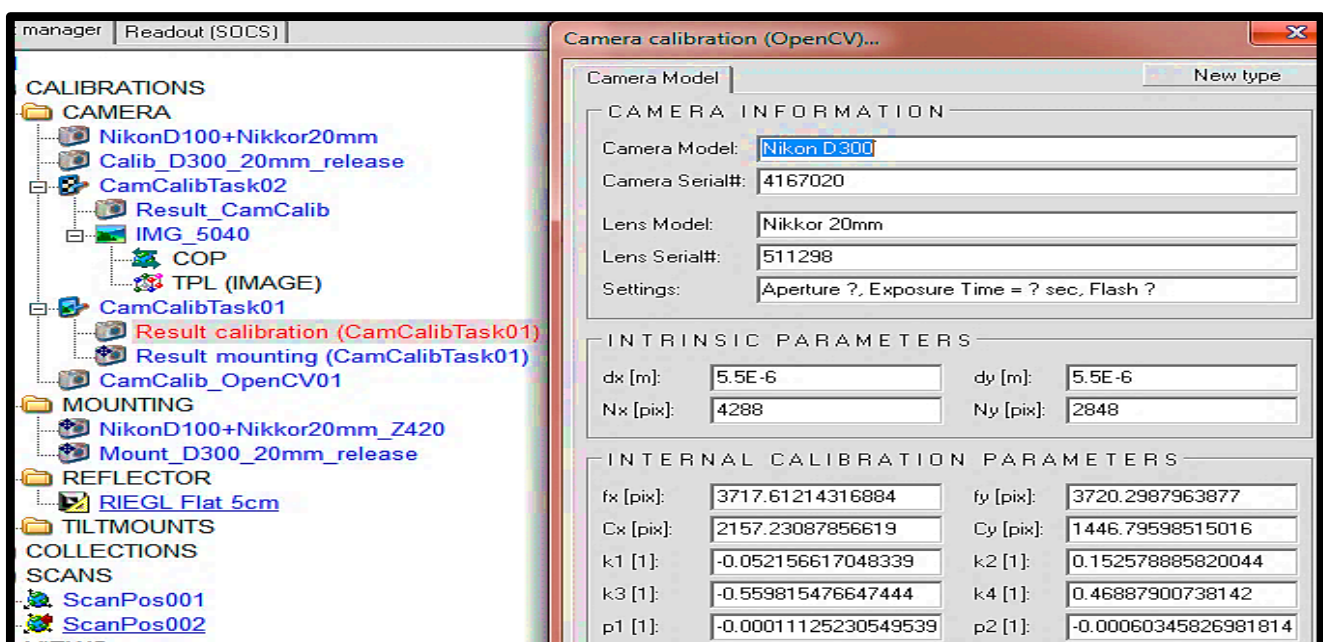 manager Readout (SOCS)
CALIBRATIONS
CAMERA
NikonD100+Nikkor20mm
Calib_D300_20mm_release
CamCalibTask02
Result_CamCalib
IMG_5040
COP
TPL (IMAGE)
CamCalibTask01
Result calibration (CamCalibTask01)
Result mounting (CamCalibTask01)
CamCalib_OpenCV01
MOUNTING
NikonD100+Nikkor20mm_Z420
Mount_D300_20mm_release
REFLECTOR
RIEGL Flat 5cm
TILTMOUNTS
COLLECTIONS
SCANS
ScanPos001
ScanPos002
Camera calibration (OpenCV)...
Camera Model New type
CAMERA INFORMATION
Camera Model: Nikon D300
Camera Serial#: 4167020
Lens Model: Nikkor 20mm
Lens Serial#: 511298
Settings: Aperture ?, Exposure Time = ? sec, Flash ?
INTRINSIC PARAMETERS
dx [m]: 5.5E-6 dy [m]: 5.5E-6
Nx [pix]: 4288 Ny [pix]: 2848
INTERNAL CALIBRATION PARAMETERS
fx [pix]: 3717.61214316884 fy [pix]: 3720.2987963877
Cx [pix]: 2157.23087856619 Cy [pix]: 1446.79598515016
k1 [1]: -0.052156617048339 k2 [1]: 0.152578885820044
k3 [1]: -0.559815476647444 k4 [1]: 0.46887900738142
p1 [1]: -0.00011125230549539 p2 [1]: -0.00060345826981814